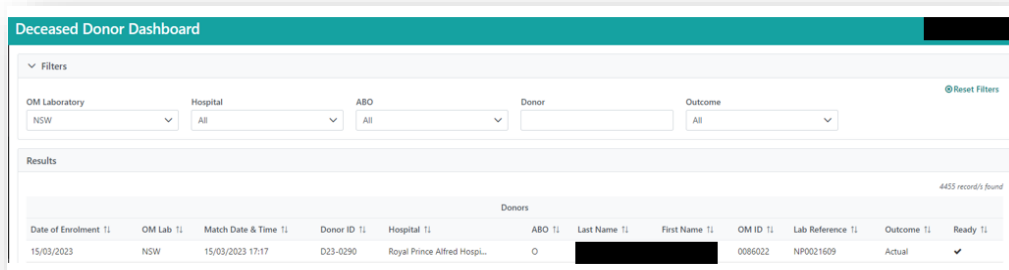 Deceased Donor Dashboard
Filters
Reset Filters
OM Laboratory Hospital ABO Donor Outcome
NSW All All All
Results
4455 record/s found
Donors
Date of Enrolment OM Lab Match Date & Time Donor ID Hospital ABO Last Name First Name OM ID Lab Reference Outcome Ready
15/03/2023 NSW 15/03/2023 17:17 D23-0290 Royal Prince Alfred Hospi... O 0086022 NP0021609 Actual